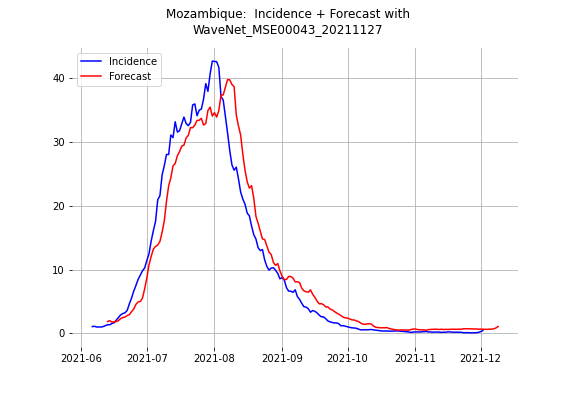 Mozambique:  Incidence + Forecast with
WaveNet_MSE00043_20211127
Incidence
Forecast
40
30
20
10
0
2021-06 2021-07 2021-08 2021-09 2021-10 2021-11 2021-12